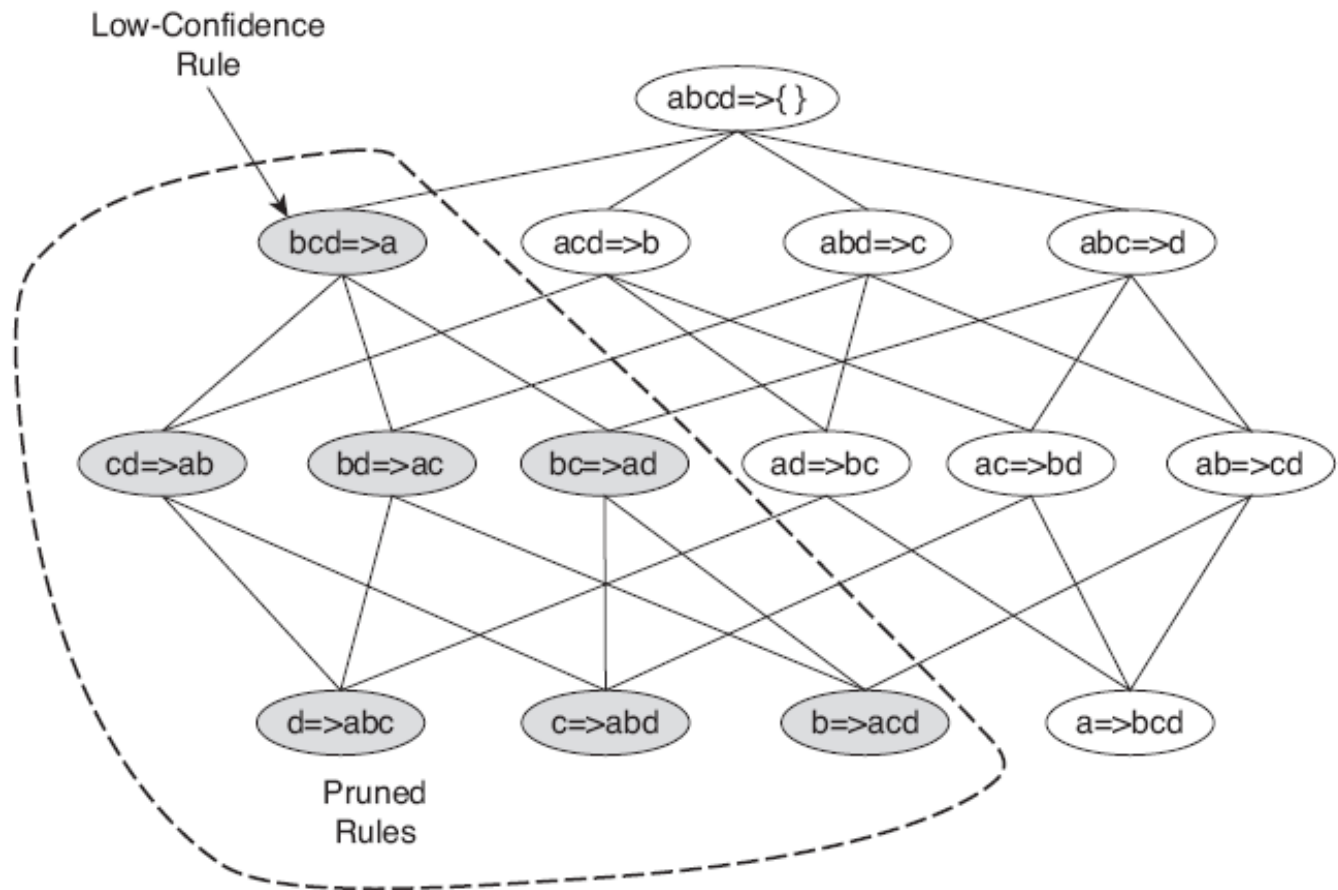 Low-Confidence
Rule
abcd=>{ }
bcd=>a
acd=>b
abd=>c
abc=>d
cd=>ab
bd=>ac
bc=>ad
ad=>bc
ac=>bd
ab=>cd
d=>abc
c=>abd
b=>acd
a=>bcd
Pruned
Rules